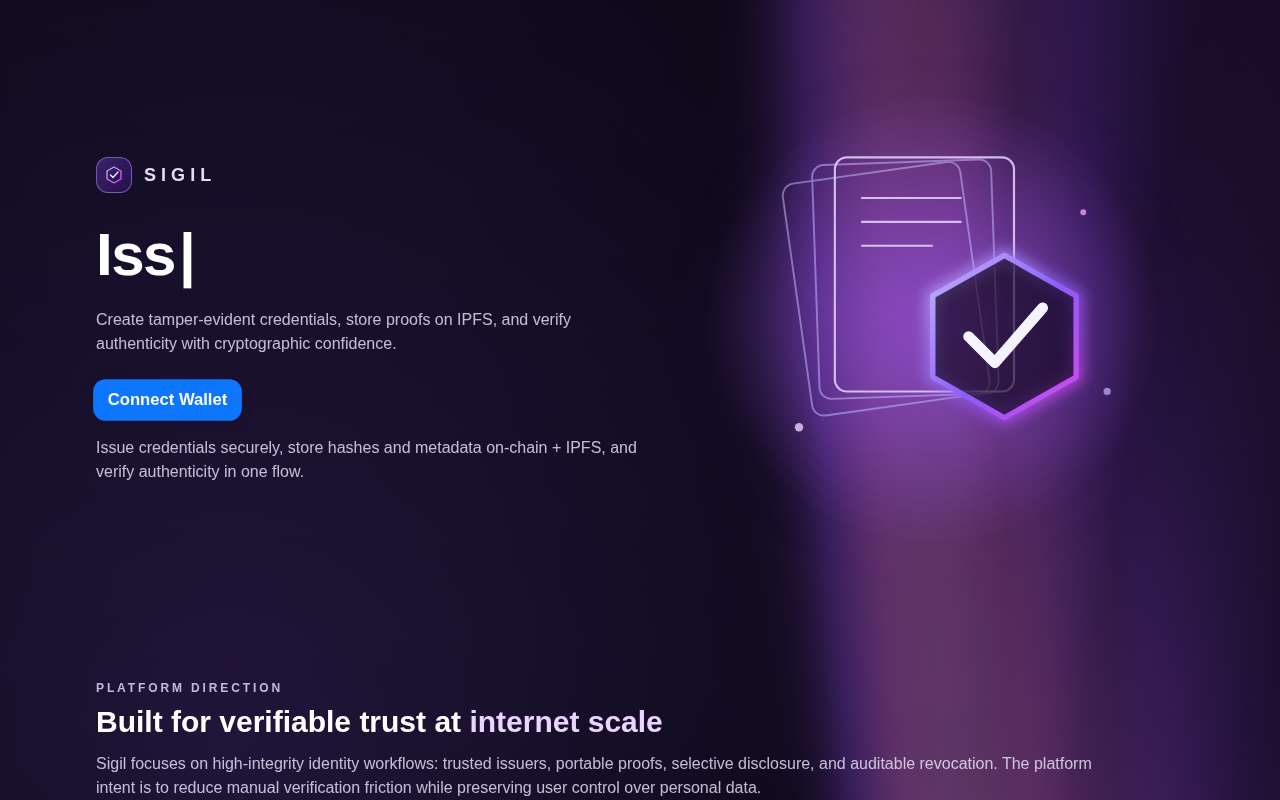 SIGIL
Iss|
Create tamper-evident credentials, store proofs on IPFS, and verify
authenticity with cryptographic confidence.
Connect Wallet
Issue credentials securely, store hashes and metadata on-chain + IPFS, and
verify authenticity in one flow.
PLATFORM DIRECTION
Built for verifiable trust at internet scale
Sigil focuses on high-integrity identity workflows: trusted issuers, portable proofs, selective disclosure, and auditable revocation. The platform
intent is to reduce manual verification friction while preserving user control over personal data.